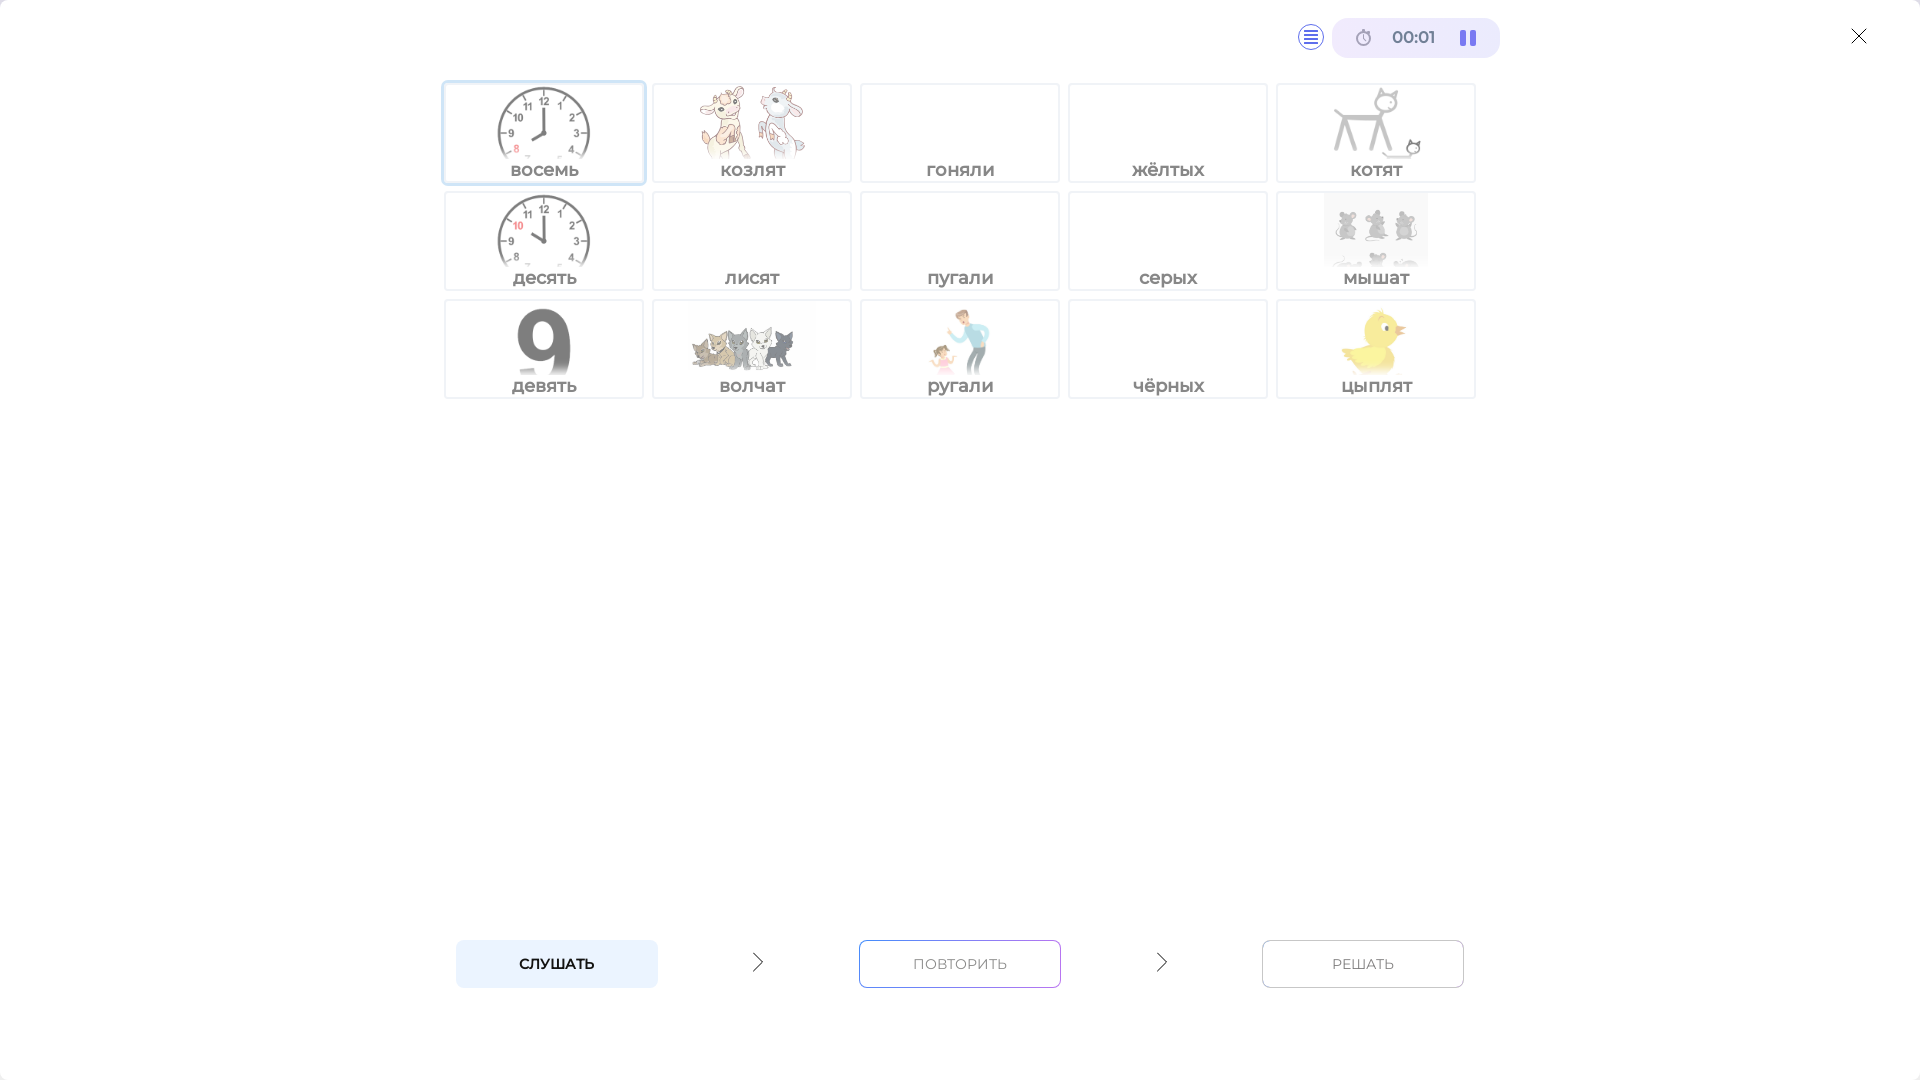 00:01
восемь козлят гоняли жёлтых котят
десять лисят пугали серых мышат
9
девять волчат ругали чёрных цыплят
СЛУШАТЬ ПОВТОРИТЬ РЕШАТЬ